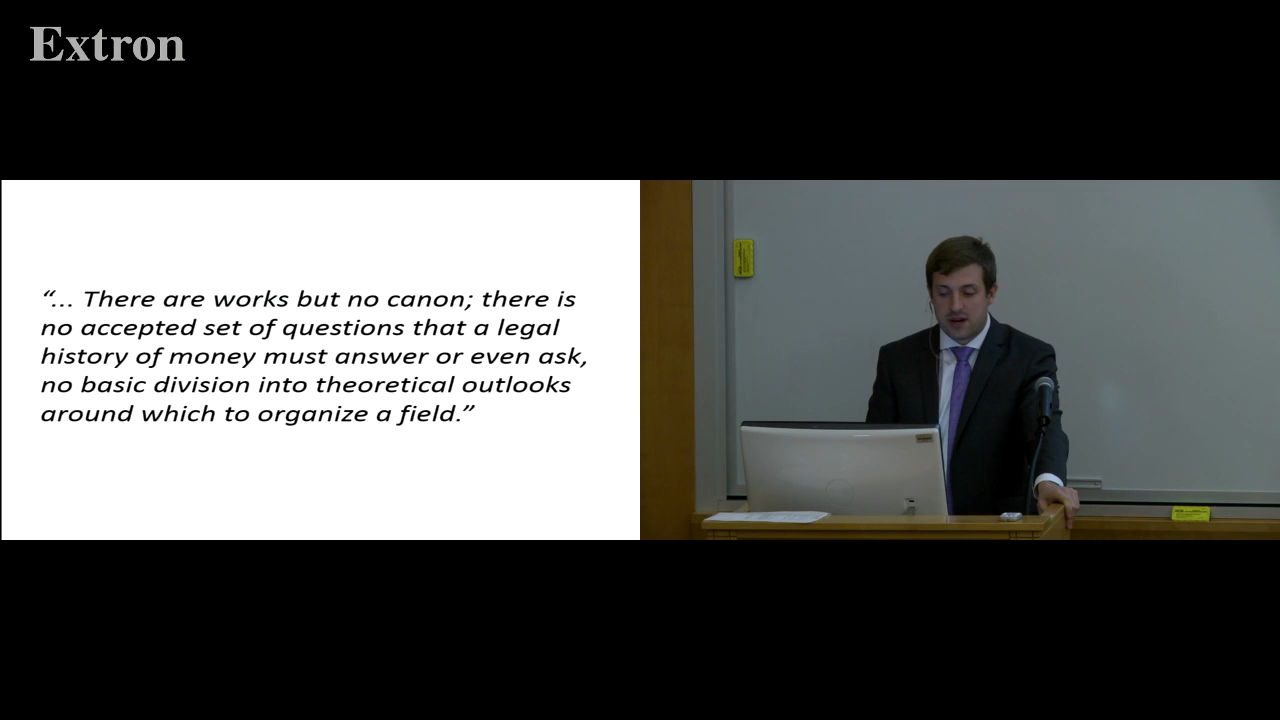 Extron
“... There are works but no canon; there is
no accepted set of questions that a legal
history of money must answer or even ask,
no basic division into theoretical outlooks
around which to organize a field.”